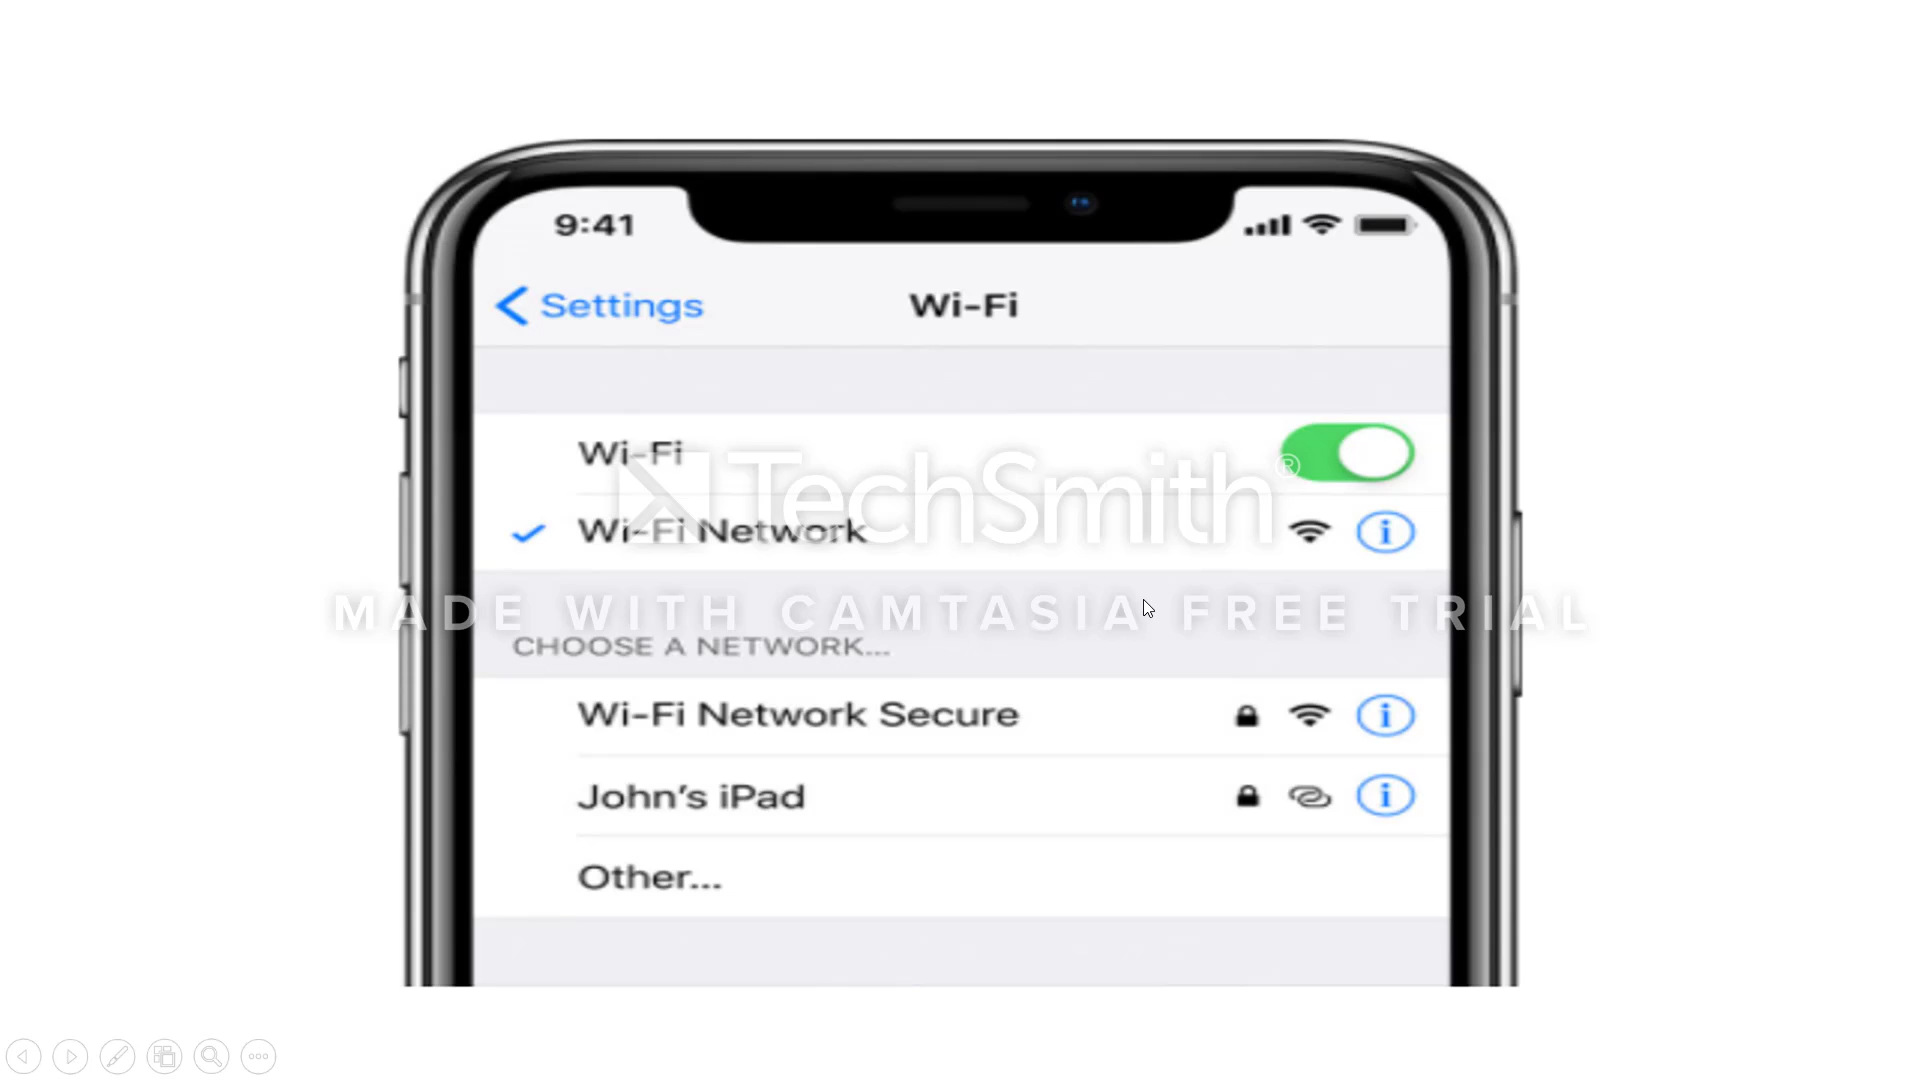 9:41
Settings
Wi-Fi
Wi-Fi
TechSmith®
Wi-Fi Network
MADE WITH CAMTASIA FREE TRIAL
CHOOSE A NETWORK...
Wi-Fi Network Secure
John's iPad
Other...